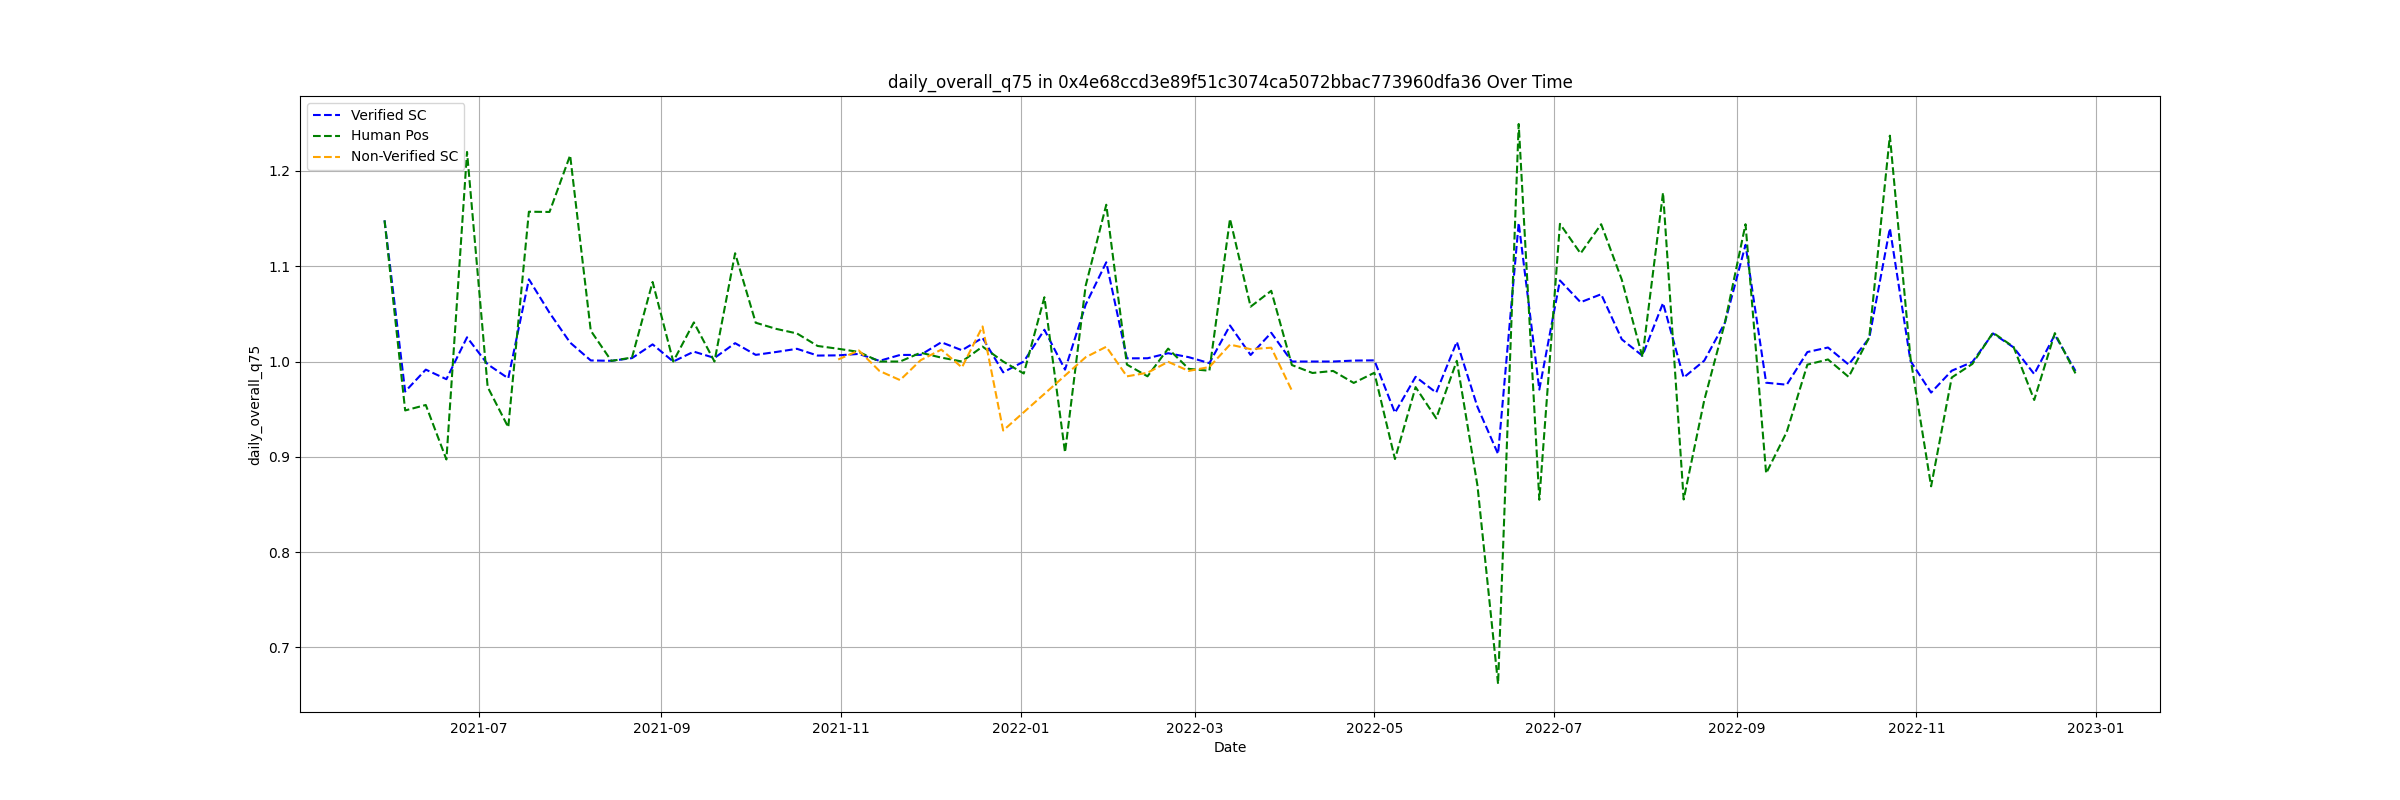 daily_overall_q75 in 0x4e68ccd3e89f51c3074ca5072bbac773960dfa36 Over Time
Verified SC
Human Pos
Non-Verified SC
daily_overall_q75
1.2
1.1
1.0
0.9
0.8
0.7
2021-07 2021-09 2021-11 2022-01 2022-03 2022-05 2022-07 2022-09 2022-11 2023-01
Date